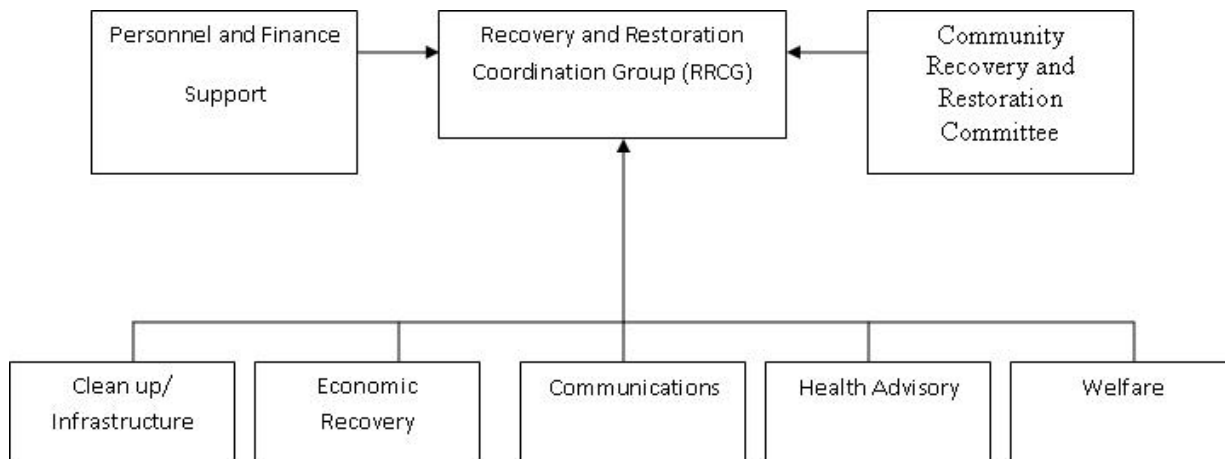 Personnel and Finance
Support
Recovery and Restoration
Coordination Group (RRCG)
Community
Recovery and
Restoration
Committee
Clean up/
Infrastructure
Economic
Recovery
Communications
Health Advisory
Welfare